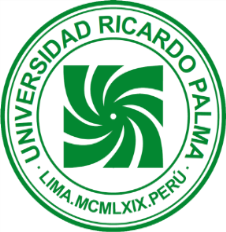 · UNIVERSIDAD RICARDO PALMA ·
LIMA.MCMLXIX.PERÚ